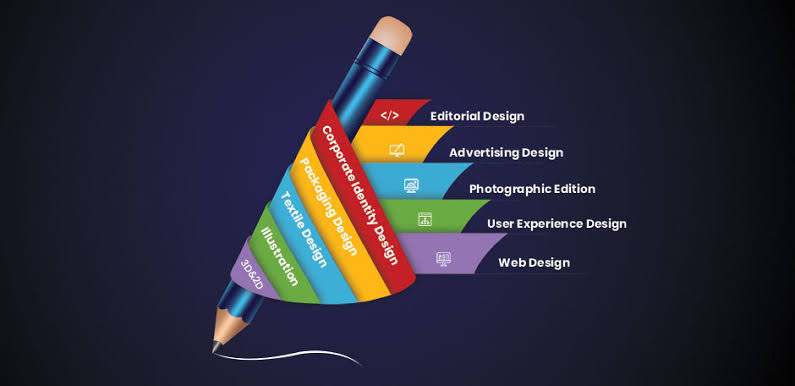 </>
Editorial Design
Advertising Design
Photographic Edition
User Experience Design
Web Design
Corporate Identity Design
Packaging Design
Textile Design
Illustration
3D&2D